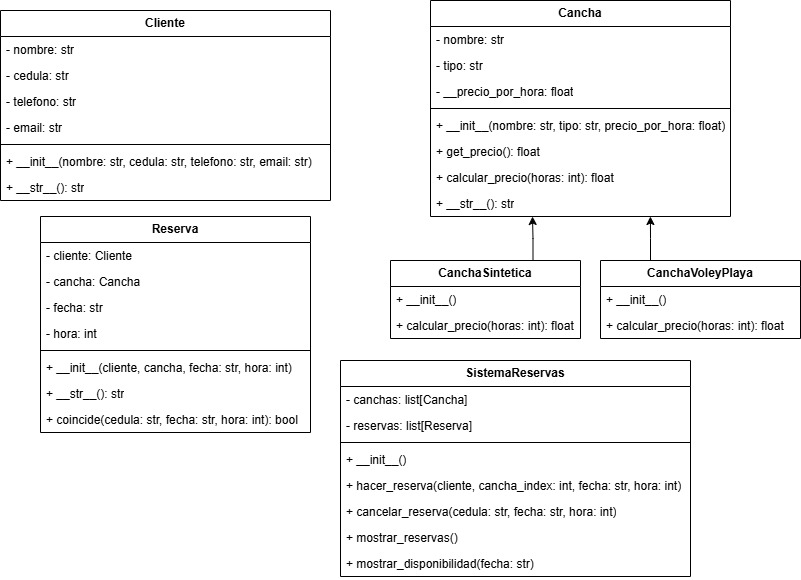 Cliente
- nombre: str
- cedula: str
- telefono: str
- email: str
+ __init__(nombre: str, cedula: str, telefono: str, email: str)
+ __str__(): str
Cancha
- nombre: str
- tipo: str
- __precio_por_hora: float
+ __init__(nombre: str, tipo: str, precio_por_hora: float)
+ get_precio(): float
+ calcular_precio(horas: int): float
+ __str__(): str
Reserva
- cliente: Cliente
- cancha: Cancha
- fecha: str
- hora: int
+ __init__(cliente, cancha, fecha: str, hora: int)
+ __str__(): str
+ coincide(cedula: str, fecha: str, hora: int): bool
CanchaSintetica
+ __init__()
+ calcular_precio(horas: int): float
CanchaVoleyPlaya
+ __init__()
+ calcular_precio(horas: int): float
SistemaReservas
- canchas: list[Cancha]
- reservas: list[Reserva]
+ __init__()
+ hacer_reserva(cliente, cancha_index: int, fecha: str, hora: int)
+ cancelar_reserva(cedula: str, fecha: str, hora: int)
+ mostrar_reservas()
+ mostrar_disponibilidad(fecha: str)